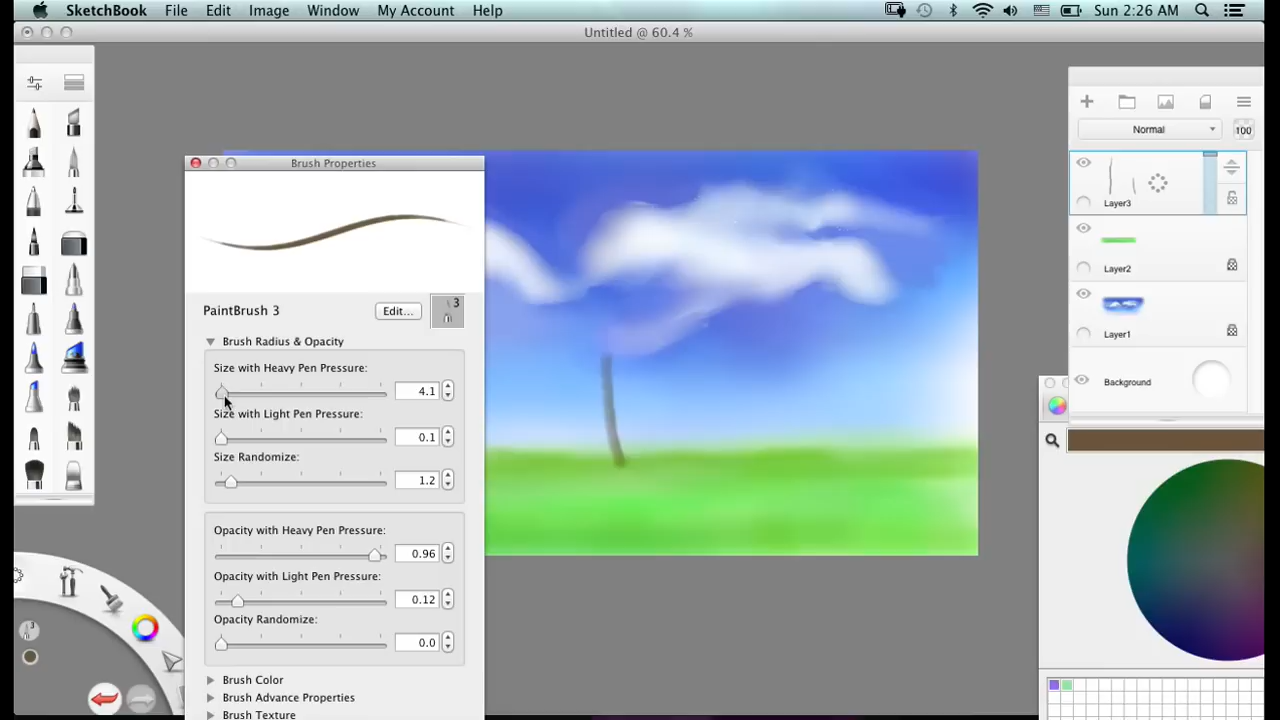 SketchBook File Edit Image Window My Account Help Sun 2:26 AM
Untitled @ 60.4 %
Brush Properties
Normal 100
Layer3
Layer2
Layer1
Background
PaintBrush 3 Edit... 3
Brush Radius & Opacity
Size with Heavy Pen Pressure:
4.1
Size with Light Pen Pressure:
0.1
Size Randomize:
1.2
Opacity with Heavy Pen Pressure:
0.96
Opacity with Light Pen Pressure:
0.12
Opacity Randomize:
0.0
Brush Color
Brush Advance Properties
Brush Texture
3